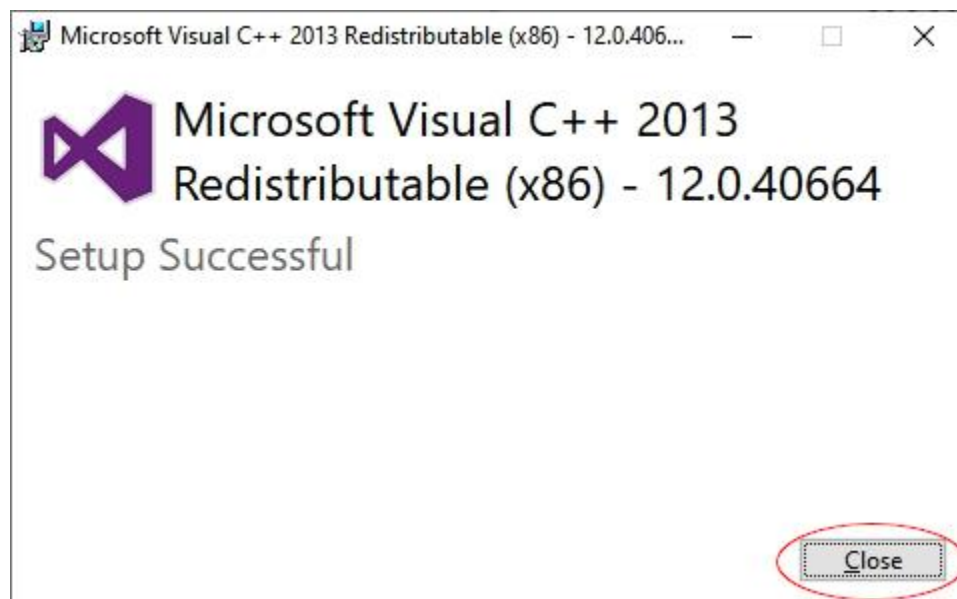 Microsoft Visual C++ 2013 Redistributable (x86) - 12.0.406...
Microsoft Visual C++ 2013
Redistributable (x86) - 12.0.40664
Setup Successful
Close